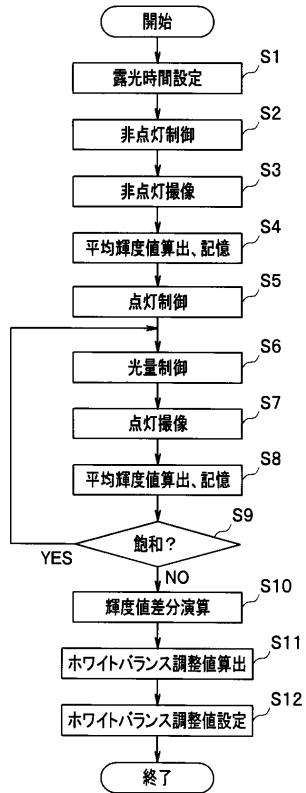 開始
S1
露光時間設定
S2
非点灯制御
S3
非点灯撮像
S4
平均輝度値算出、記憶
S5
点灯制御
S6
光量制御
S7
点灯撮像
S8
平均輝度値算出、記憶
S9
飽和？
YES
NO
S10
輝度値差分演算
S11
ホワイトバランス調整値算出
S12
ホワイトバランス調整値設定
終了